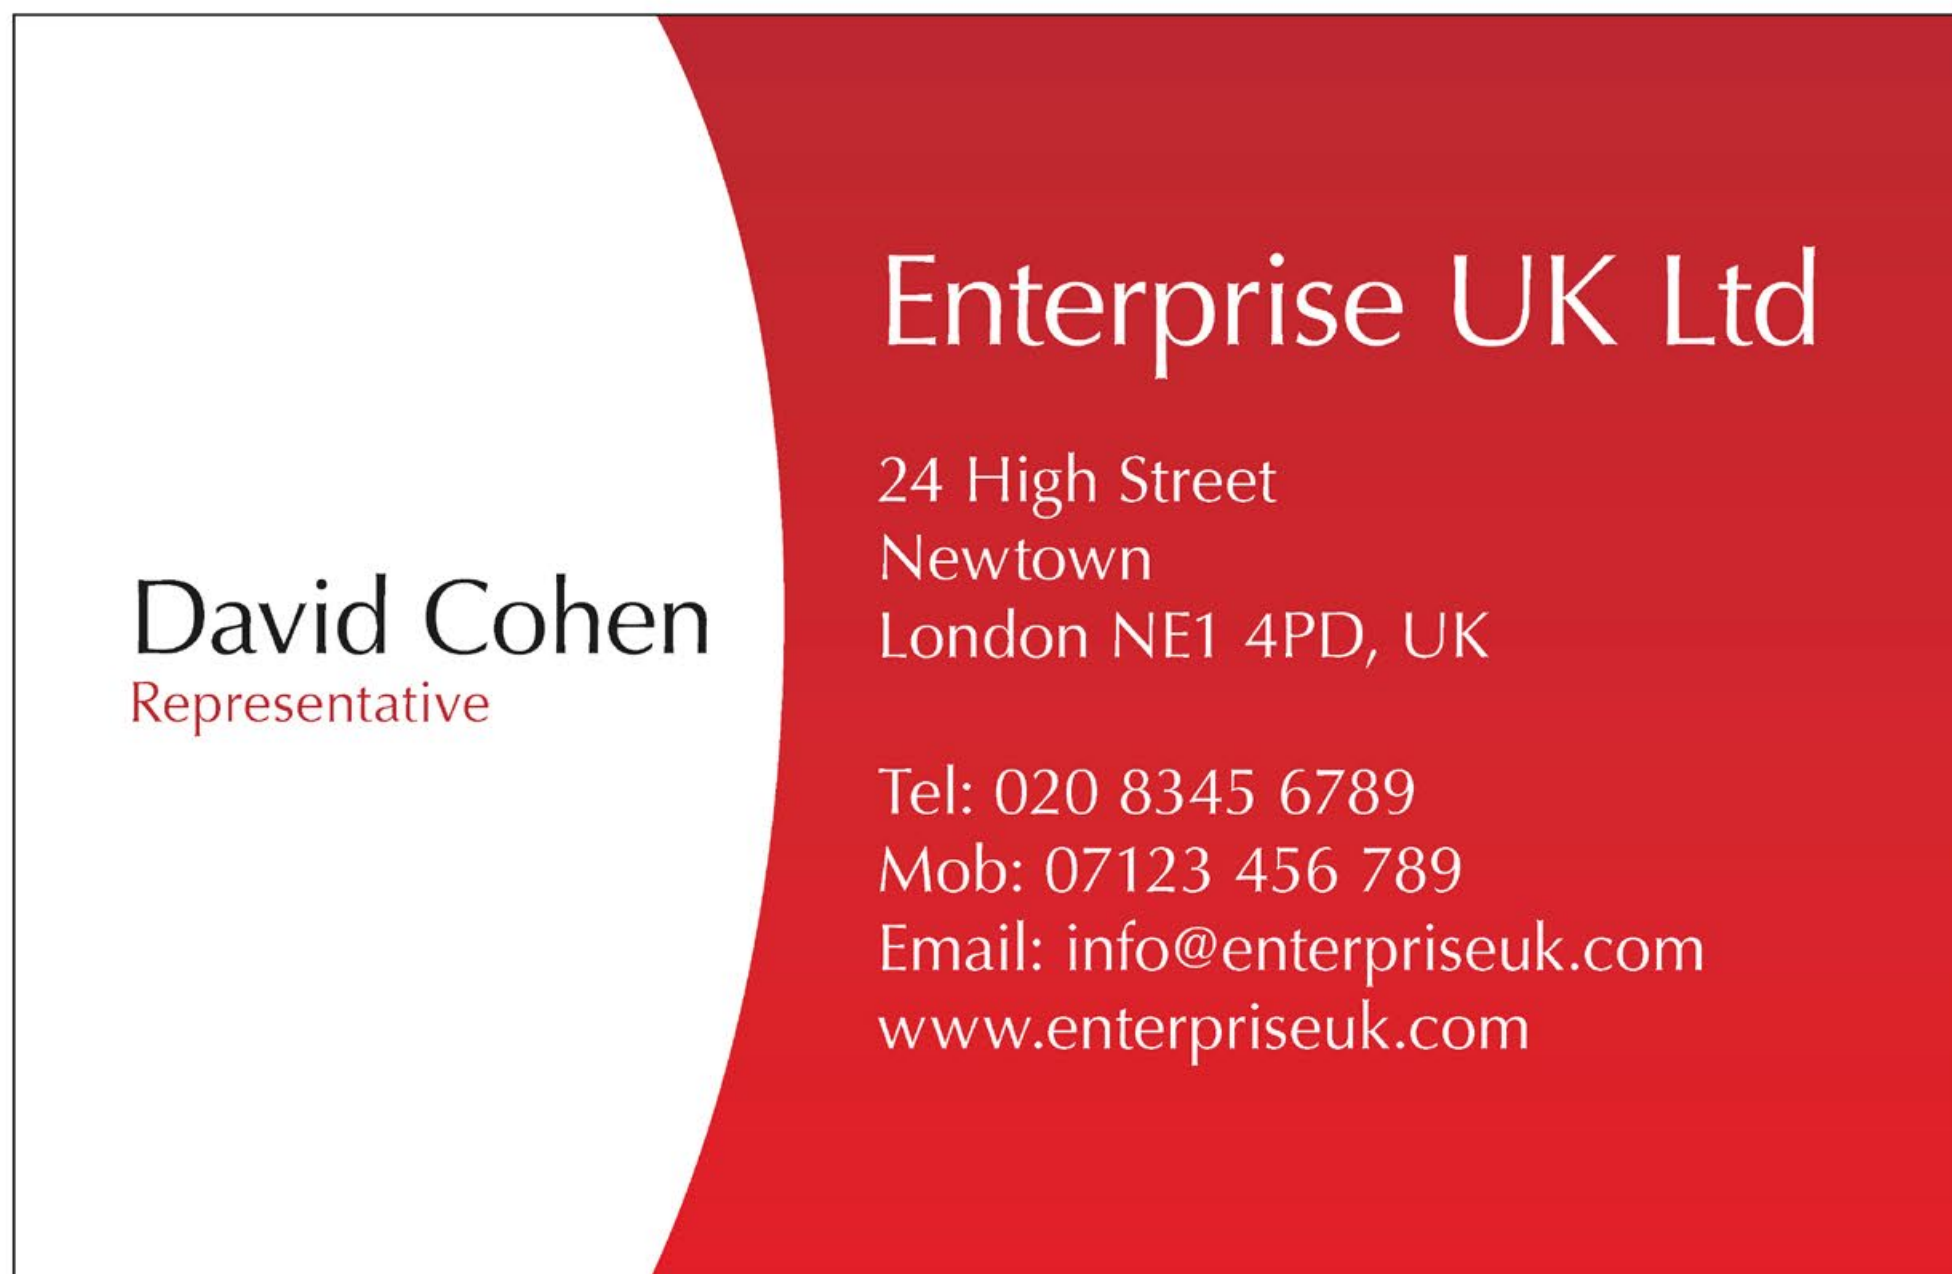 David Cohen
Representative
Enterprise UK Ltd
24 High Street
Newtown
London NE1 4PD, UK
Tel: 020 8345 6789
Mob: 07123 456 789
Email: info@enterpriseuk.com
www.enterpriseuk.com